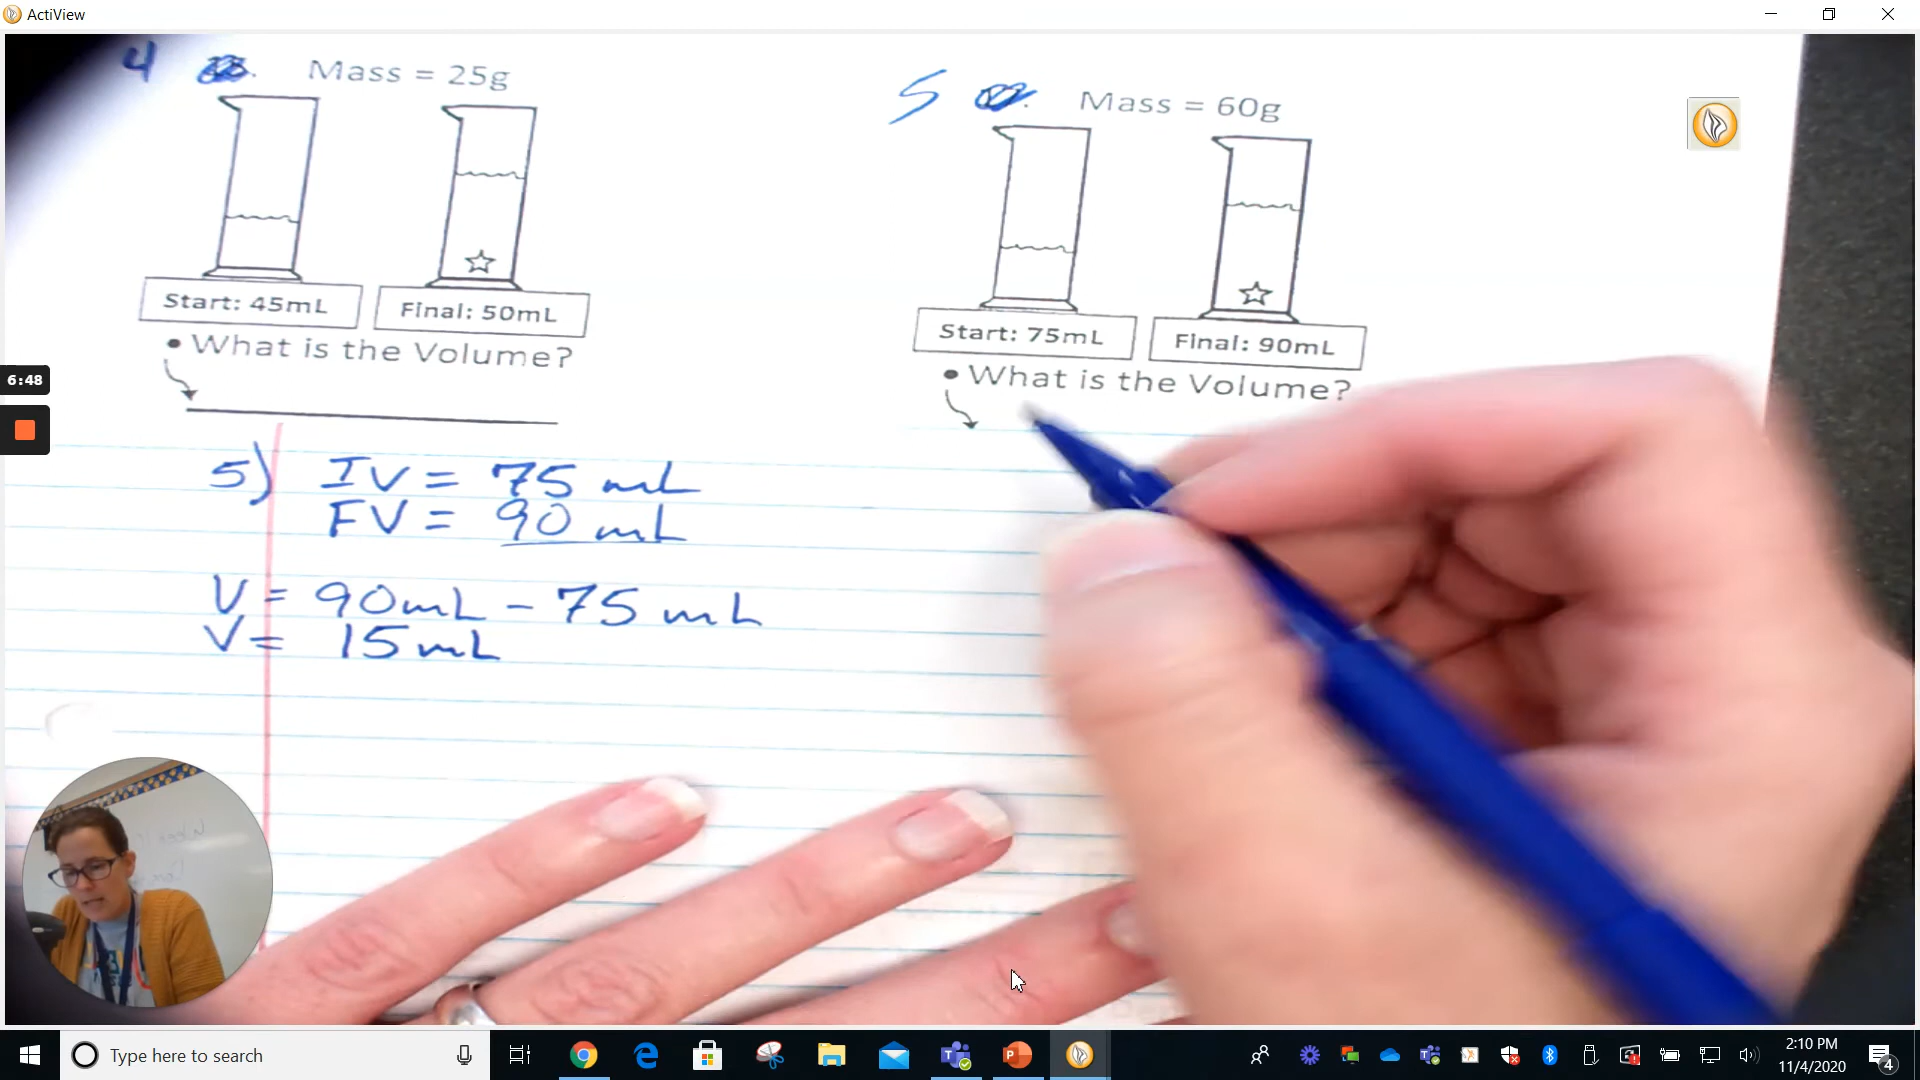 ActiView
4 Mass = 25g
Start: 45mL Final: 50mL
• What is the Volume?
5 Mass = 60g
Start: 75mL Final: 90mL
• What is the Volume?
6:48
5) IV = 75 mL
FV = 90 mL
V = 90mL - 75 mL
V = 15mL
Type here to search
2:10 PM
11/4/2020
4